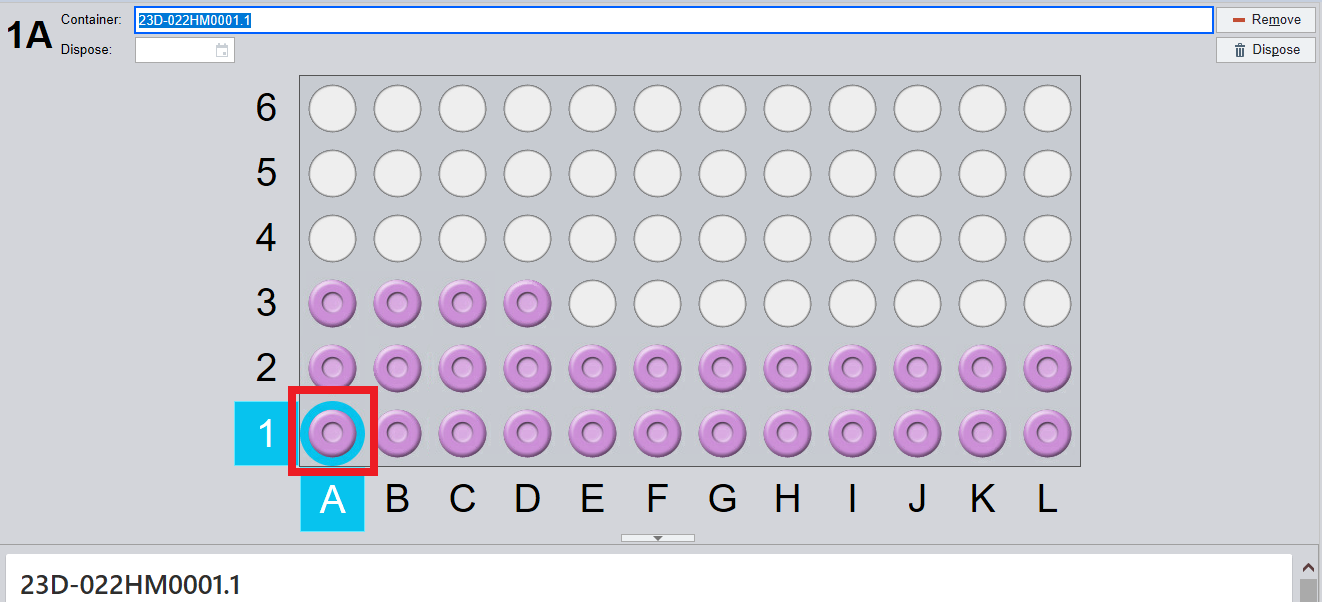 1A
Container: 23D-022HM0001.1 Remove
Dispose: Dispose
6
5
4
3
2
1
A B C D E F G H I J K L
23D-022HM0001.1